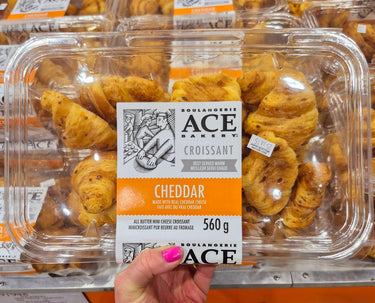 BOULANGERIE
ACE
BAKERY
CROISSANT
BEST SERVED WARM
MEILLEUR SERVI CHAUD
CHEDDAR
MADE WITH REAL CHEDDAR CHEESE
FAIT AVEC DU VRAI CHEDDAR
ALL BUTTER MINI CHEESE CROISSANT
MINICROISSANT PUR BEURRE AU FROMAGE
560 g
BOULANGERIE
ACE